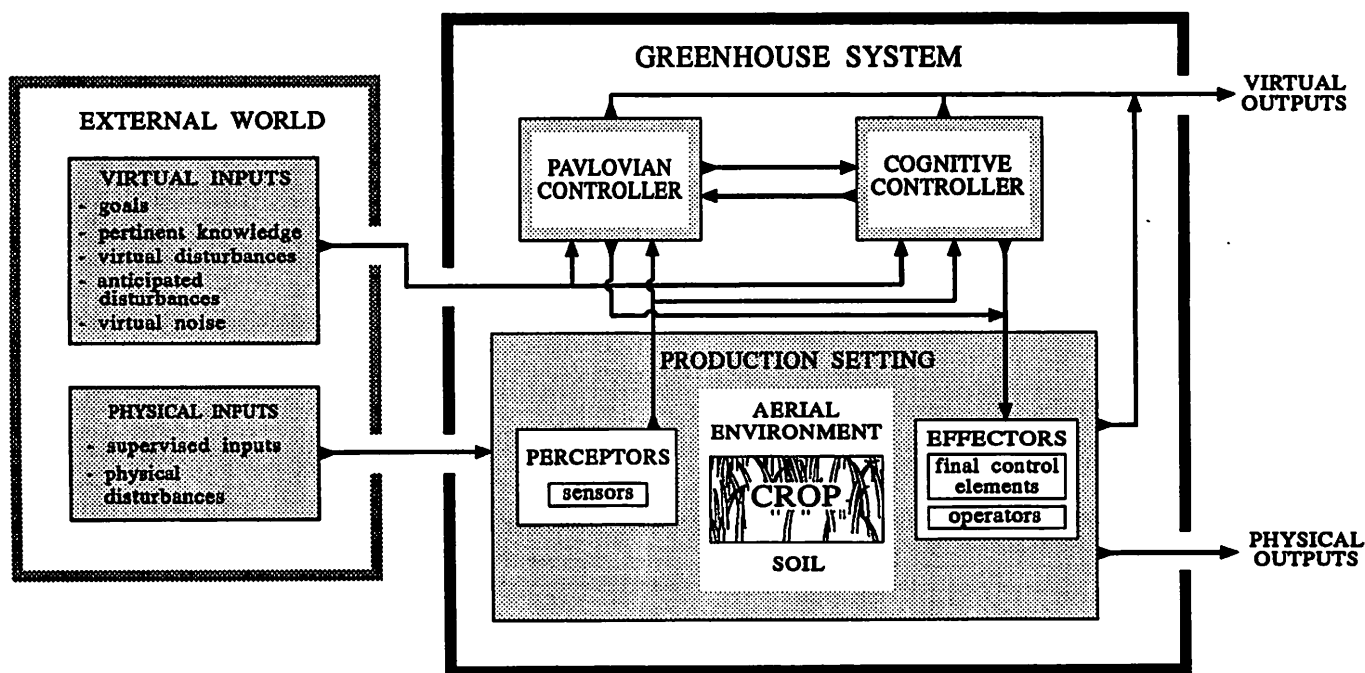 GREENHOUSE SYSTEM
VIRTUAL
OUTPUTS
EXTERNAL WORLD
VIRTUAL INPUTS
- goals
- pertinent knowledge
- virtual disturbances
- anticipated
disturbances
- virtual noise
PAVLOVIAN
CONTROLLER
COGNITIVE
CONTROLLER
PHYSICAL INPUTS
- supervised inputs
- physical
disturbances
PRODUCTION SETTING
PERCEPTORS
sensors
AERIAL
ENVIRONMENT
CROP
SOIL
EFFECTORS
final control
elements
operators
PHYSICAL
OUTPUTS